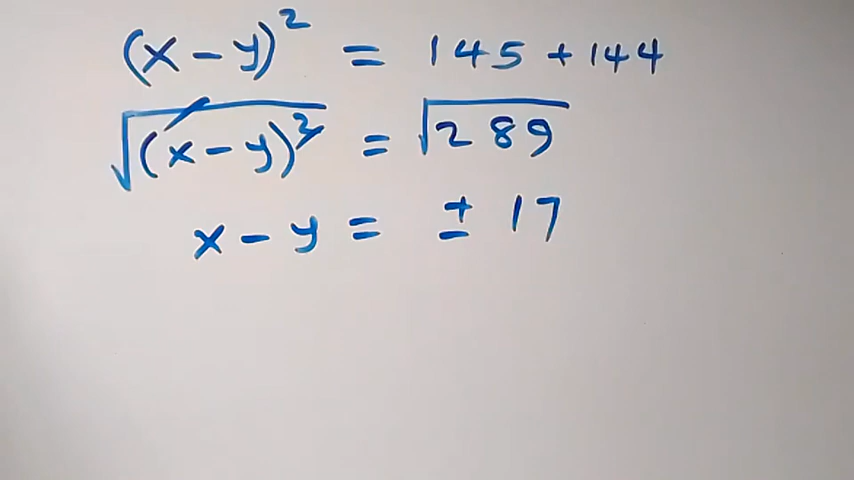 (x - y)² = 145 + 144
√(x - y)² = √289
x - y = ± 17